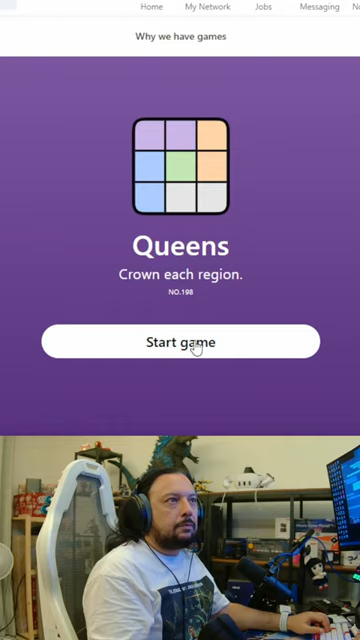 Home
My Network
Jobs
Messaging
Why we have games
Queens
Crown each region.
NO.198
Start game